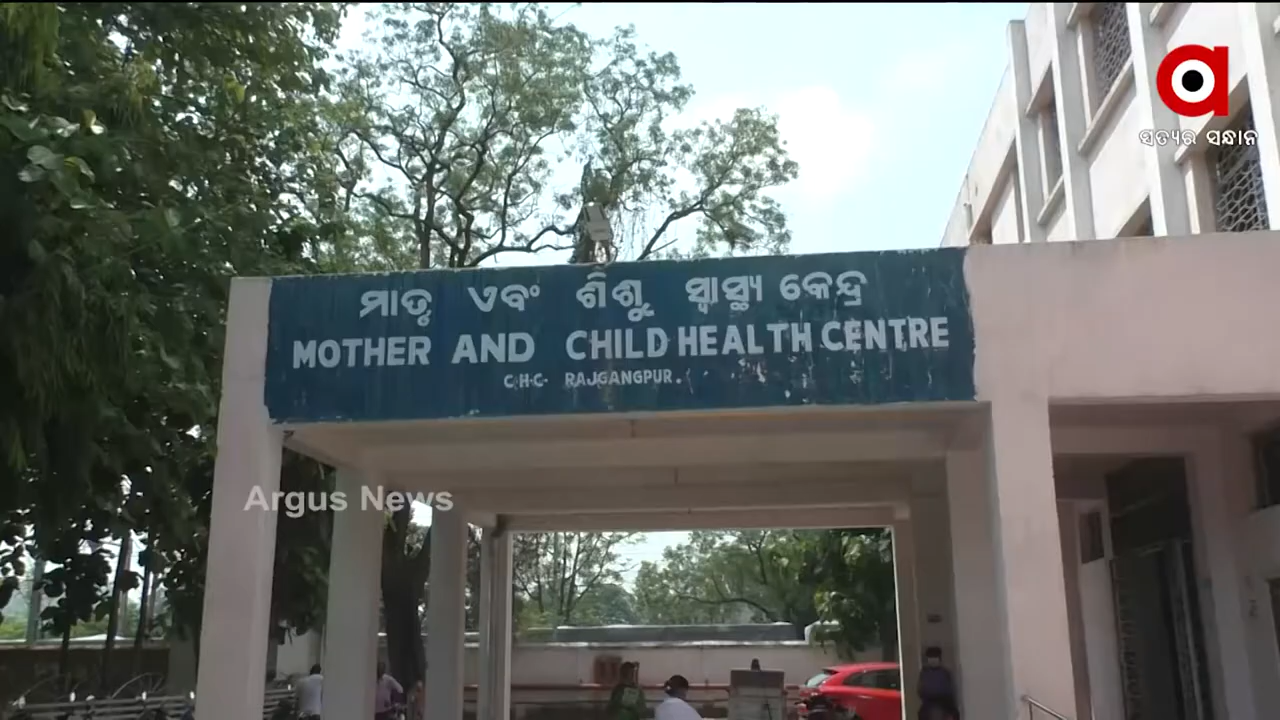 ସତ୍ୟର ସନ୍ଧାନ
ମାତୃ ଏବଂ ଶିଶୁ ସ୍ୱାସ୍ଥ୍ୟ କେନ୍ଦ୍ର
MOTHER AND CHILD HEALTH CENTRE
C.H.C. RAJGANGPUR.
Argus News